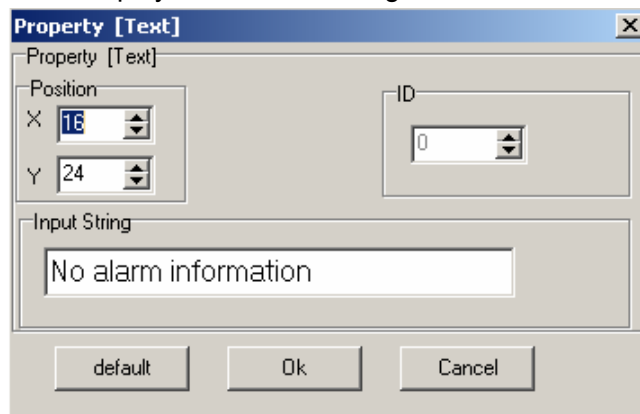 Property [Text]
Property [Text]
Position
ID
X 16
0
Y 24
Input String
No alarm information
default Ok Cancel